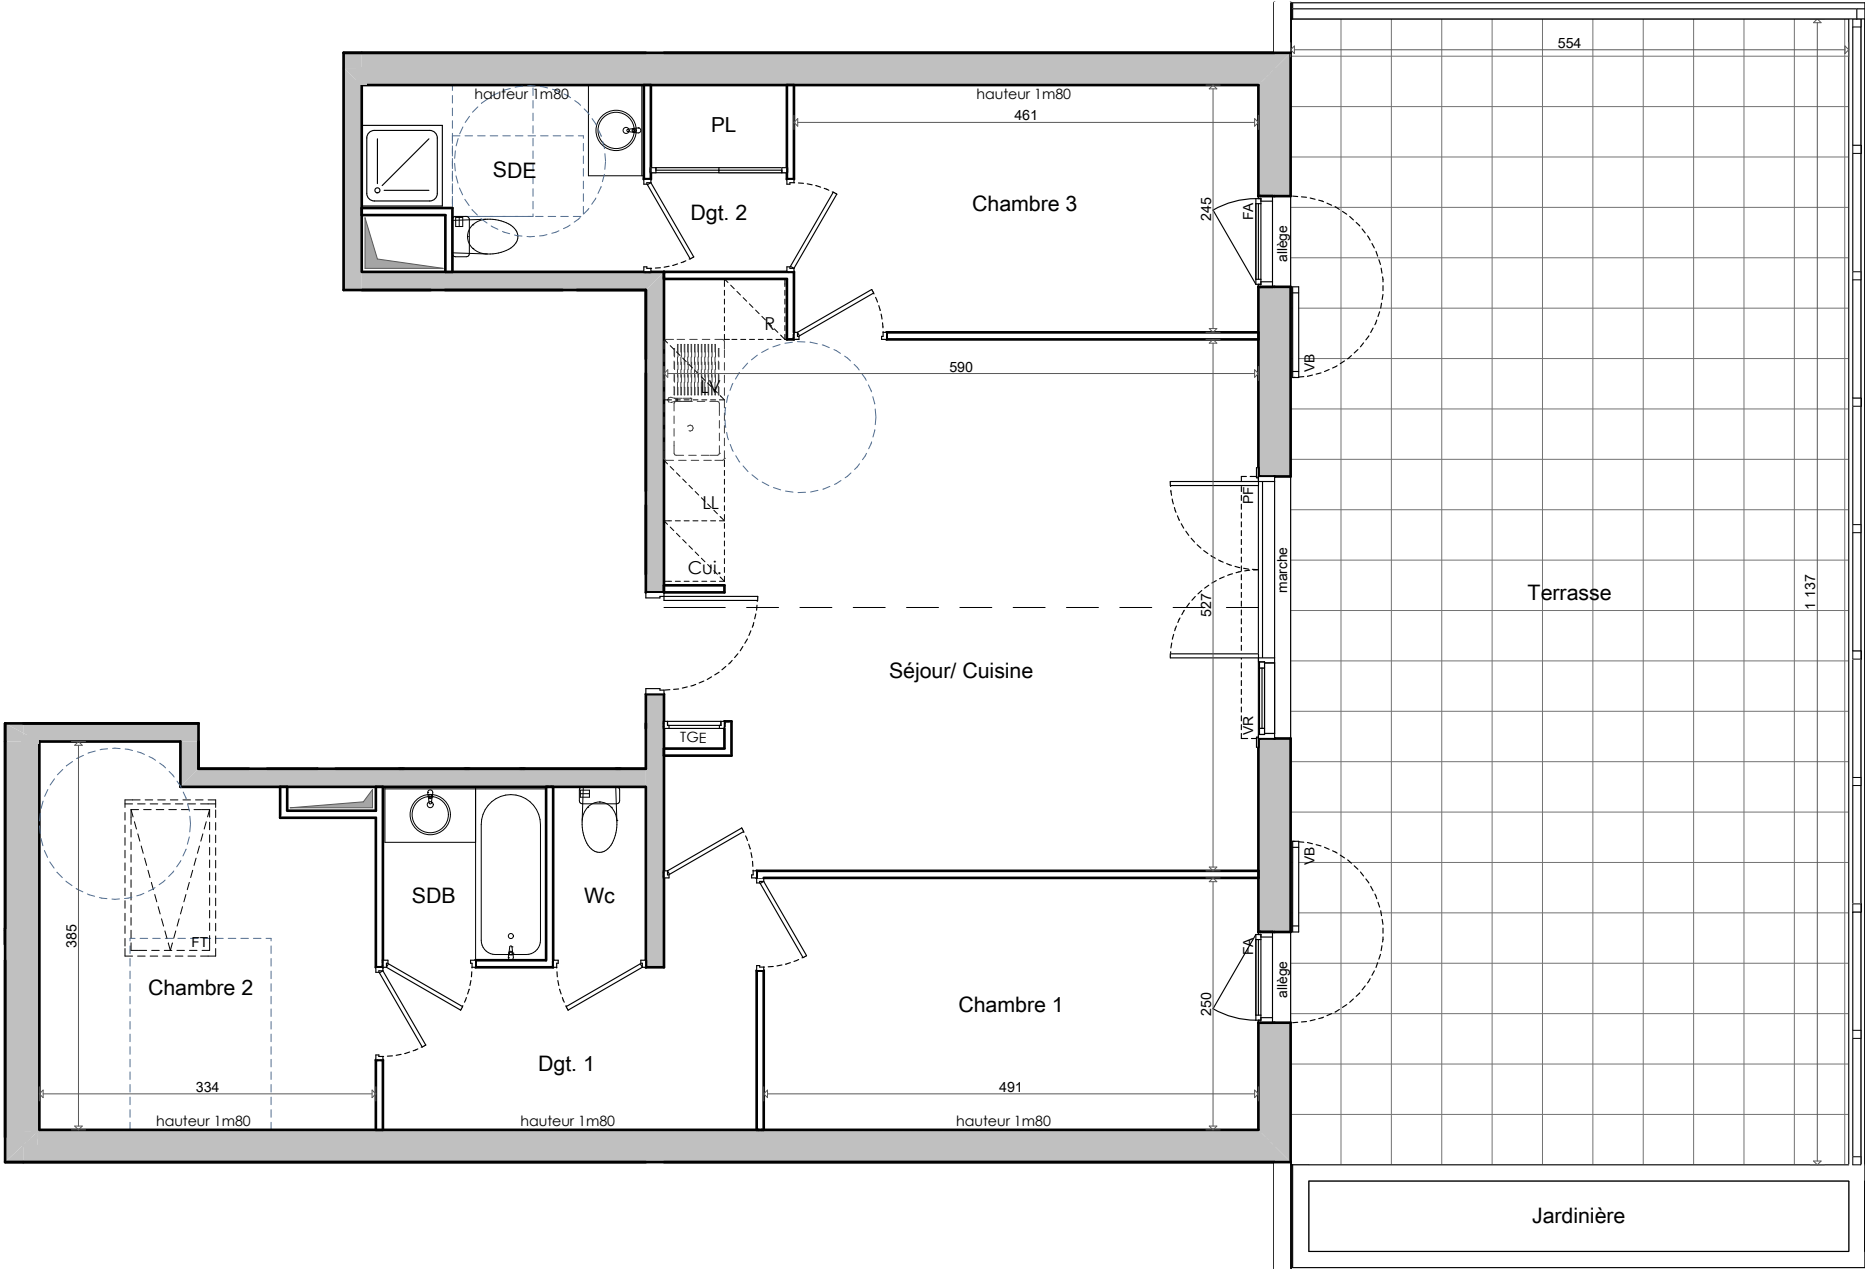 554
hauteur 1m80
hauteur 1m80
PL
461
SDE
Chambre 3
Dgt. 2
245
FA
allège
R
VB
590
LV
LL
PF
Cui.
marche
527
Terrasse
1 137
Séjour/ Cuisine
VR
TGE
VB
SDB
Wc
385
FT
FA
allège
Chambre 2
Chambre 1
250
Dgt. 1
334
491
hauteur 1m80
hauteur 1m80
hauteur 1m80
Jardinière